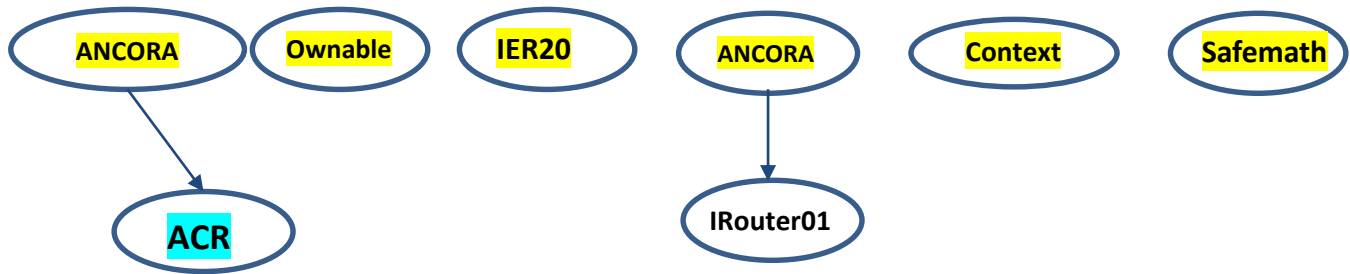 ANCORA
Ownable
IER20
ANCORA
Context
Safemath
ACR
IRouter01